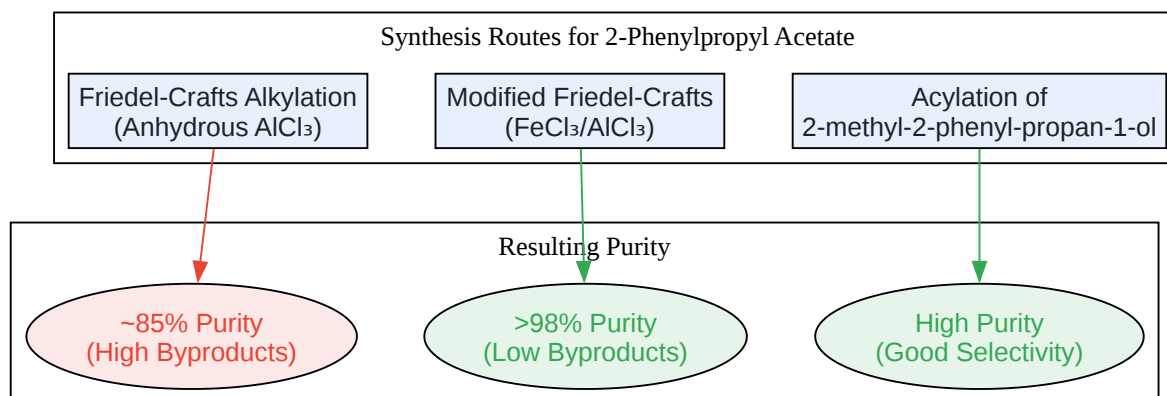 Synthesis Routes for 2-Phenylpropyl Acetate
Friedel-Crafts Alkylation
(Anhydrous AlCl₃)
Modified Friedel-Crafts
(FeCl₃/AlCl₃)
Acylation of
2-methyl-2-phenyl-propan-1-ol
Resulting Purity
~85% Purity
(High Byproducts)
>98% Purity
(Low Byproducts)
High Purity
(Good Selectivity)